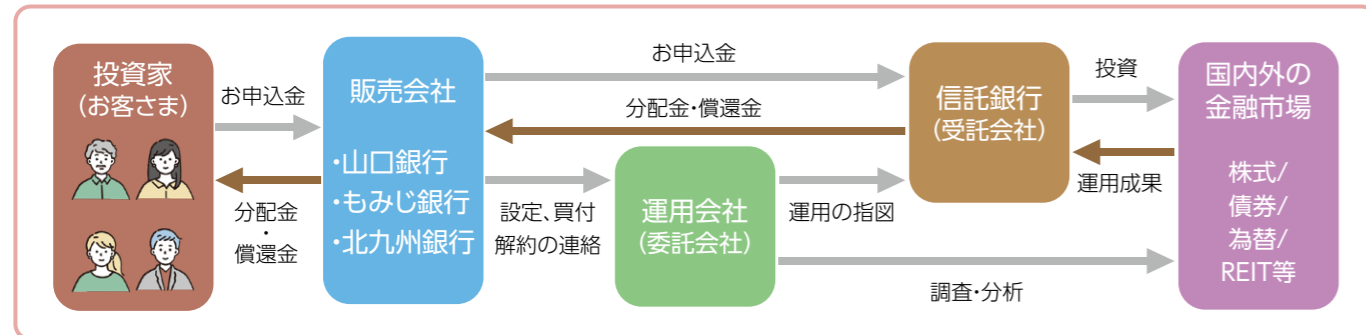 投資家
(お客さま)
お申込金
分配金
・
償還金
販売会社
・山口銀行
・もみじ銀行
・北九州銀行
お申込金
分配金・償還金
設定、買付
解約の連絡
運用会社
(委託会社)
運用の指図
調査・分析
信託銀行
(受託会社)
投資
運用成果
国内外の
金融市場
株式/
債券/
為替/
REIT等